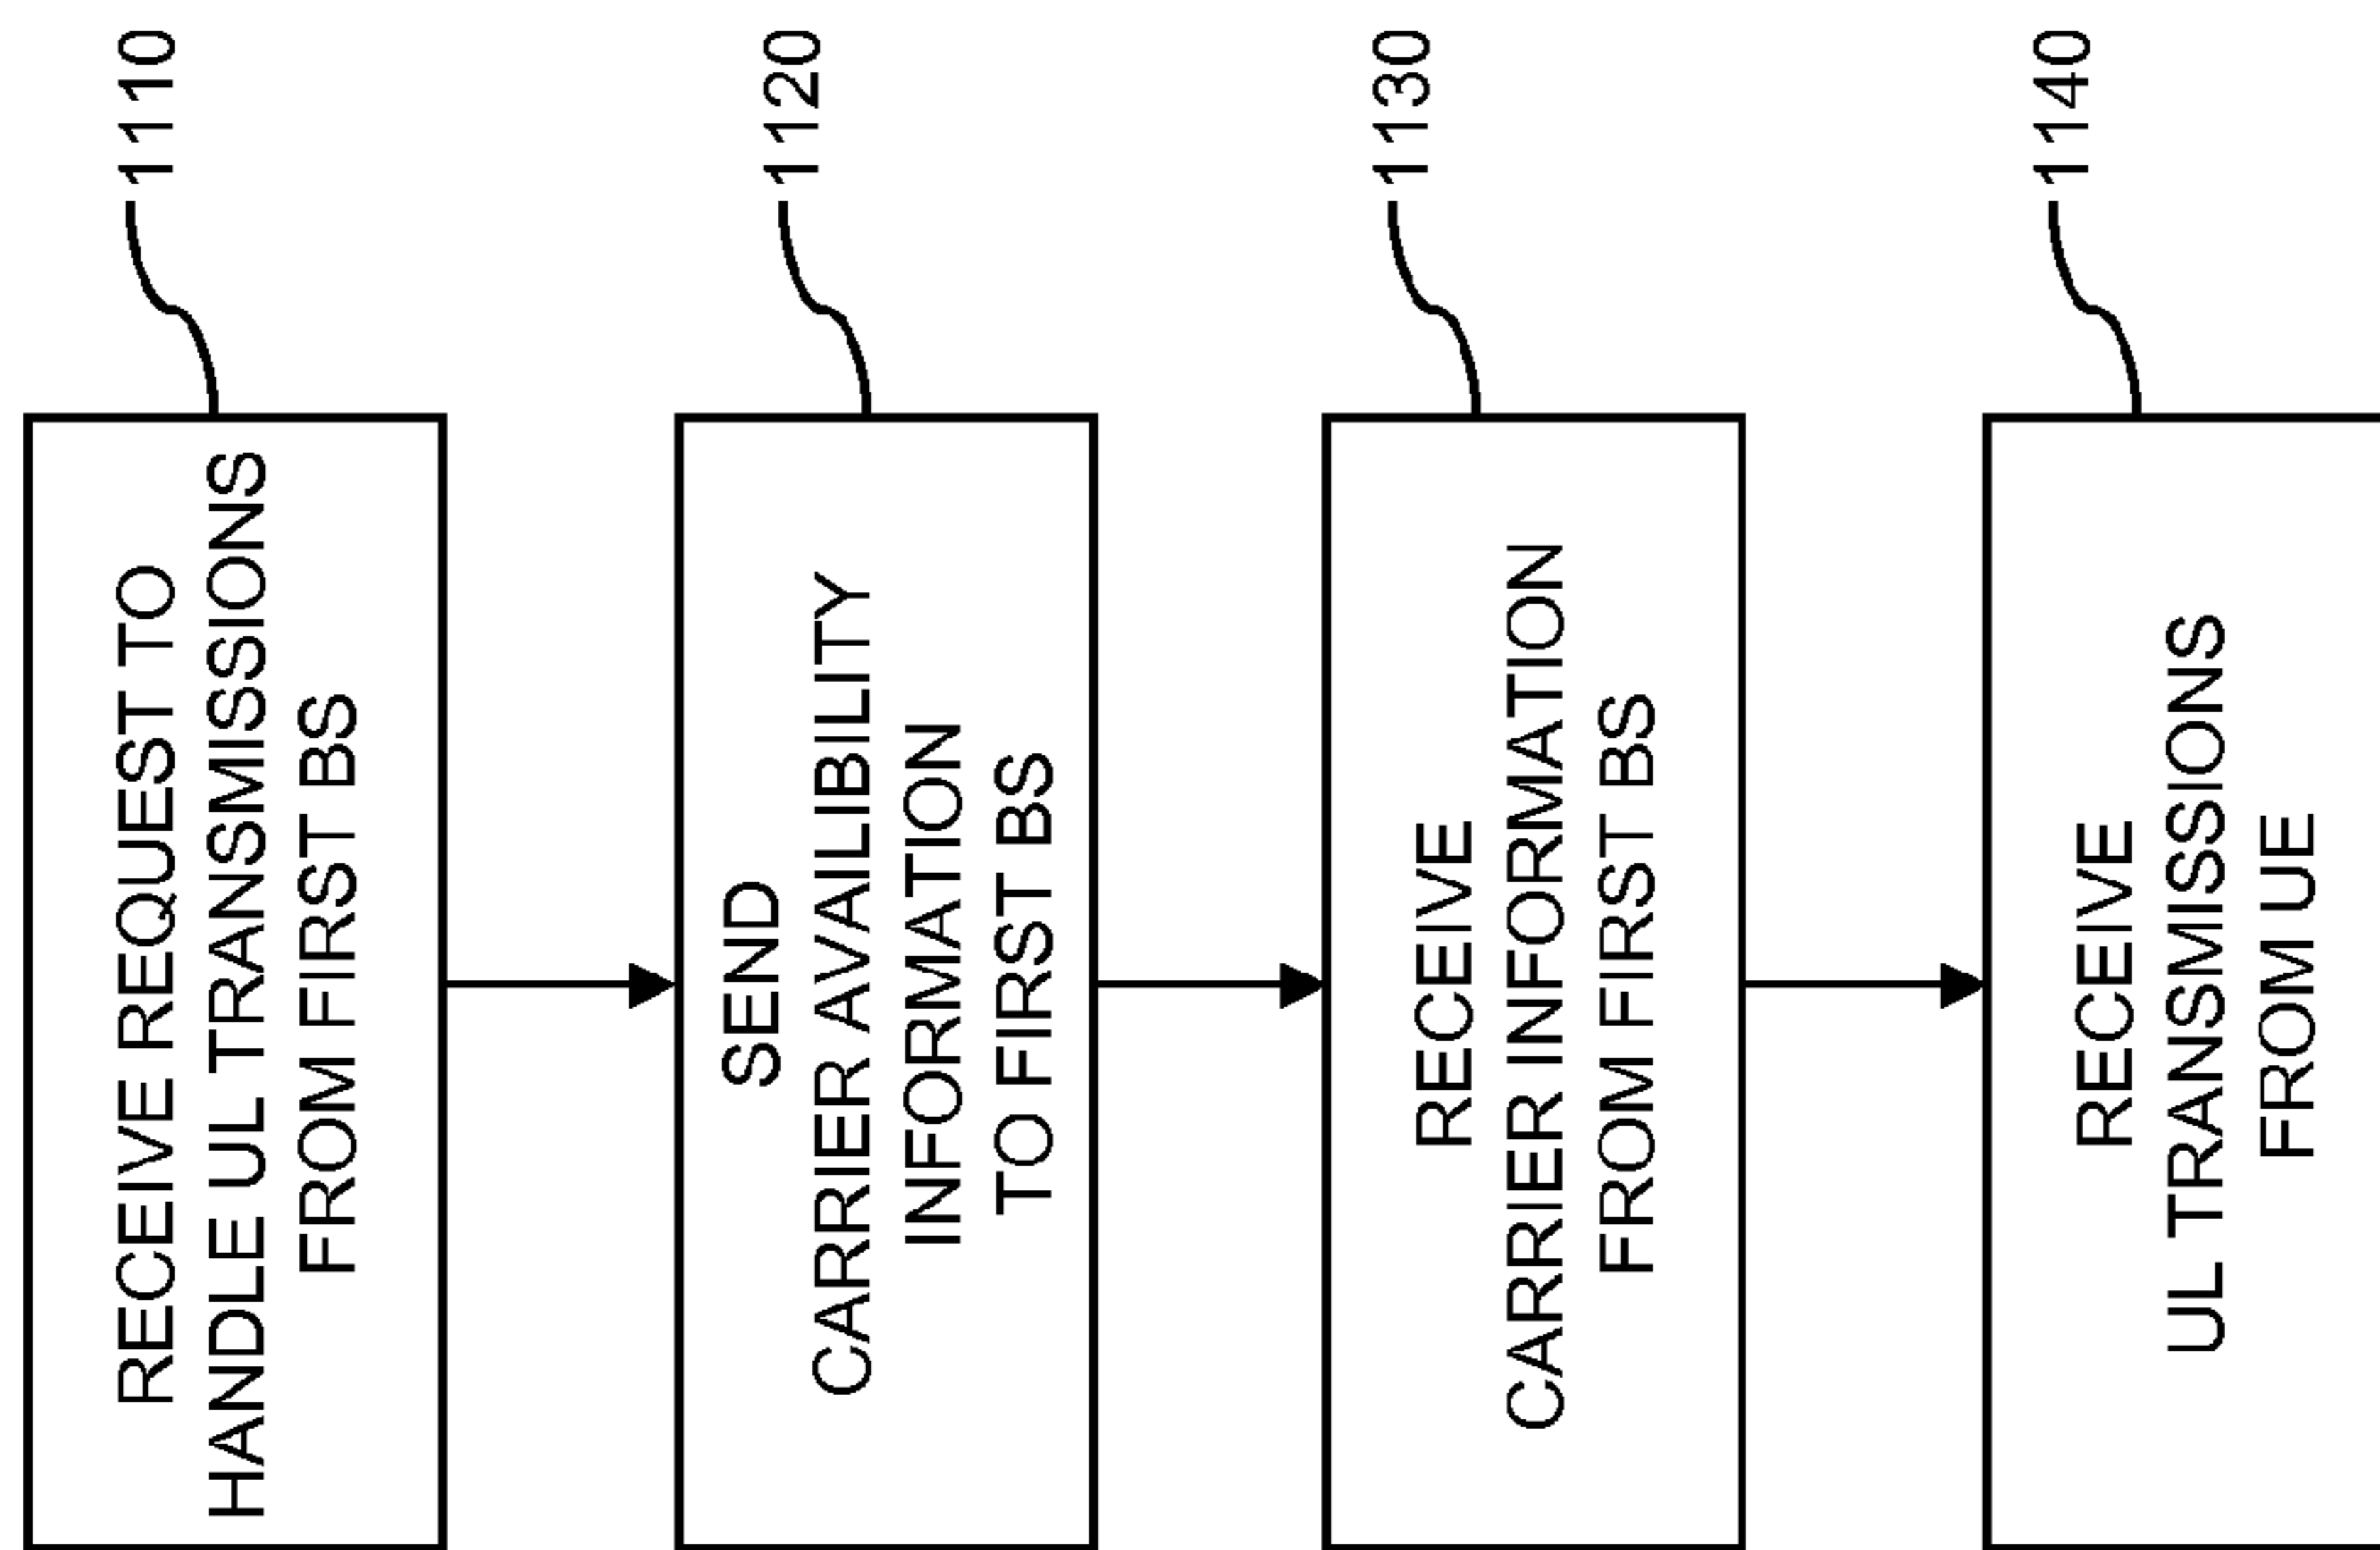 RECEIVE REQUEST TO
HANDLE UL TRANSMISSIONS
FROM FIRST BS
1110
SEND
CARRIER AVAILIBILITY
INFORMATION
TO FIRST BS
1120
RECEIVE
CARRIER INFORMATION
FROM FIRST BS
1130
RECEIVE
UL TRANSMISSIONS
FROM UE
1140